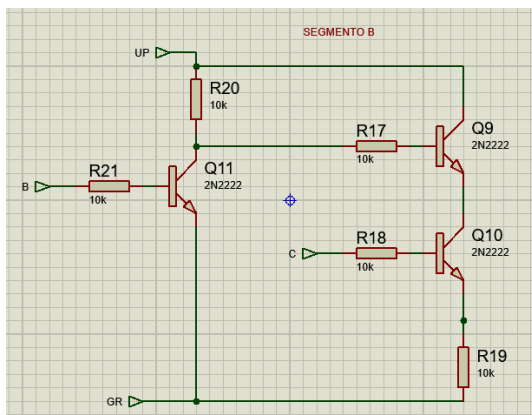 SEGMENTO B
UP
R20
10k
R17
10k
Q9
2N2222
R21
10k
B
Q11
2N2222
R18
10k
C
Q10
2N2222
R19
10k
GR